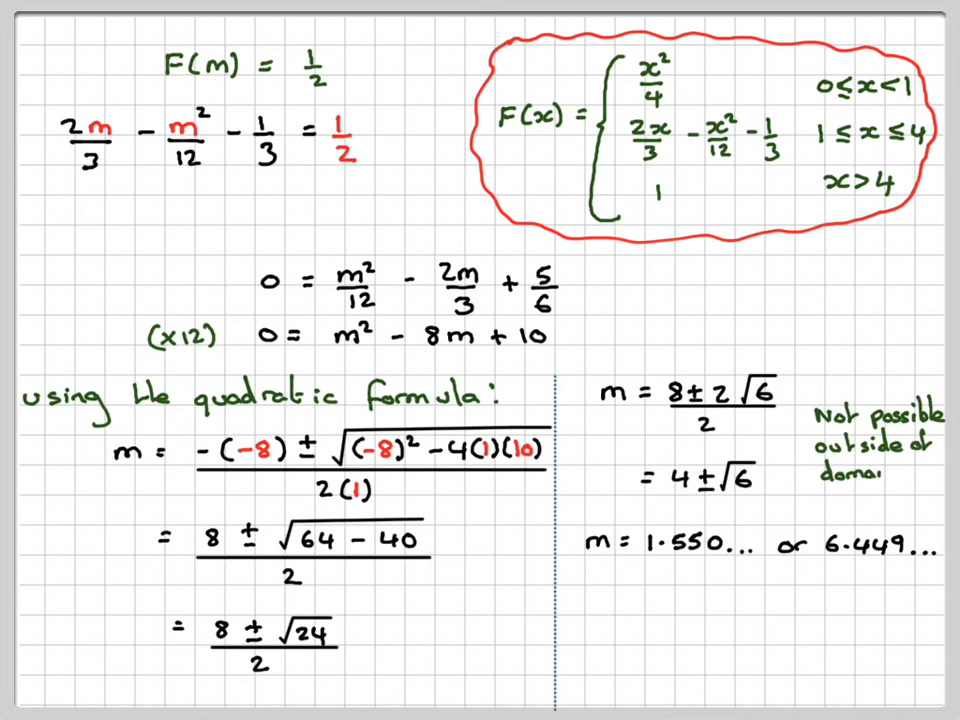 F(m) = 1/2
2m/3 - m²/12 - 1/3 = 1/2
F(x) = { x²/4 0≤x<1
2x/3 - x²/12 - 1/3 1≤x≤4
1 x>4
0 = m²/12 - 2m/3 + 5/6
(×12) 0 = m² - 8m + 10
using the quadratic formula:
m = (-(-8) ± √((-8)² - 4(1)(10)))/2(1)
= (8 ± √(64 - 40))/2
= (8 ± √24)/2
m = (8 ± 2√6)/2
= 4 ± √6
Not possible
outside of
domai
m = 1.550... or 6.449...